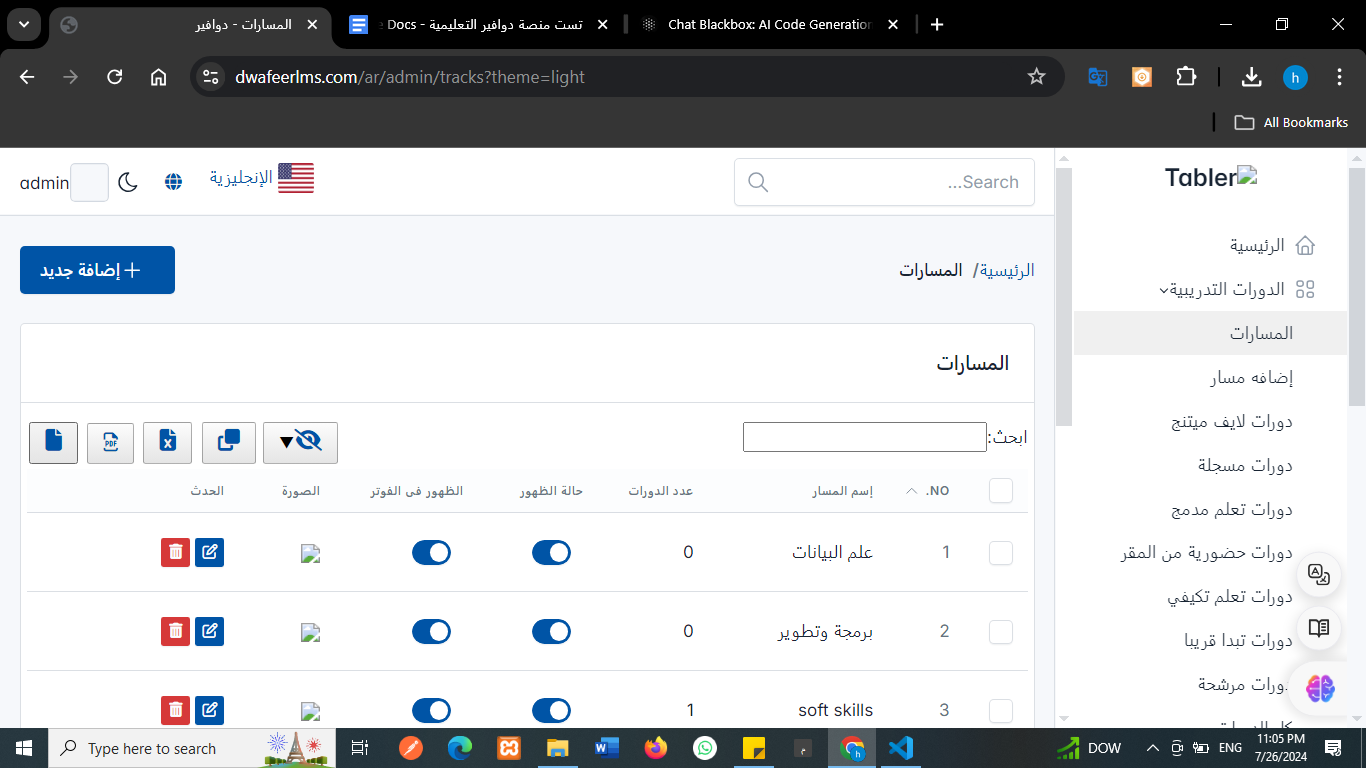 المسارات - دوافير
تست منصة دوافير التعليمية - Docs
Chat Blackbox: AI Code Generation
dwafeerlms.com/ar/admin/tracks?theme=light
h
All Bookmarks
Tabler
Search...
الإنجليزية
admin
الرئيسية
الدورات التدريبية
المسارات
إضافه مسار
دورات لايف ميتنج
دورات مسجلة
دورات تعلم مدمج
دورات حضورية من المقر
دورات تعلم تكيفي
دورات تبدا قريبا
دورات مرشحة
الرئيسية / المسارات
إضافة جديد
المسارات
ابحث:
PDF
NO. إسم المسار عدد الدورات حالة الظهور الظهور فى الفوتر الصورة الحدث
1 علم البيانات 0
2 برمجة وتطوير 0
3 soft skills 1
Type here to search
DOW
ENG
11:05 PM
7/26/2024